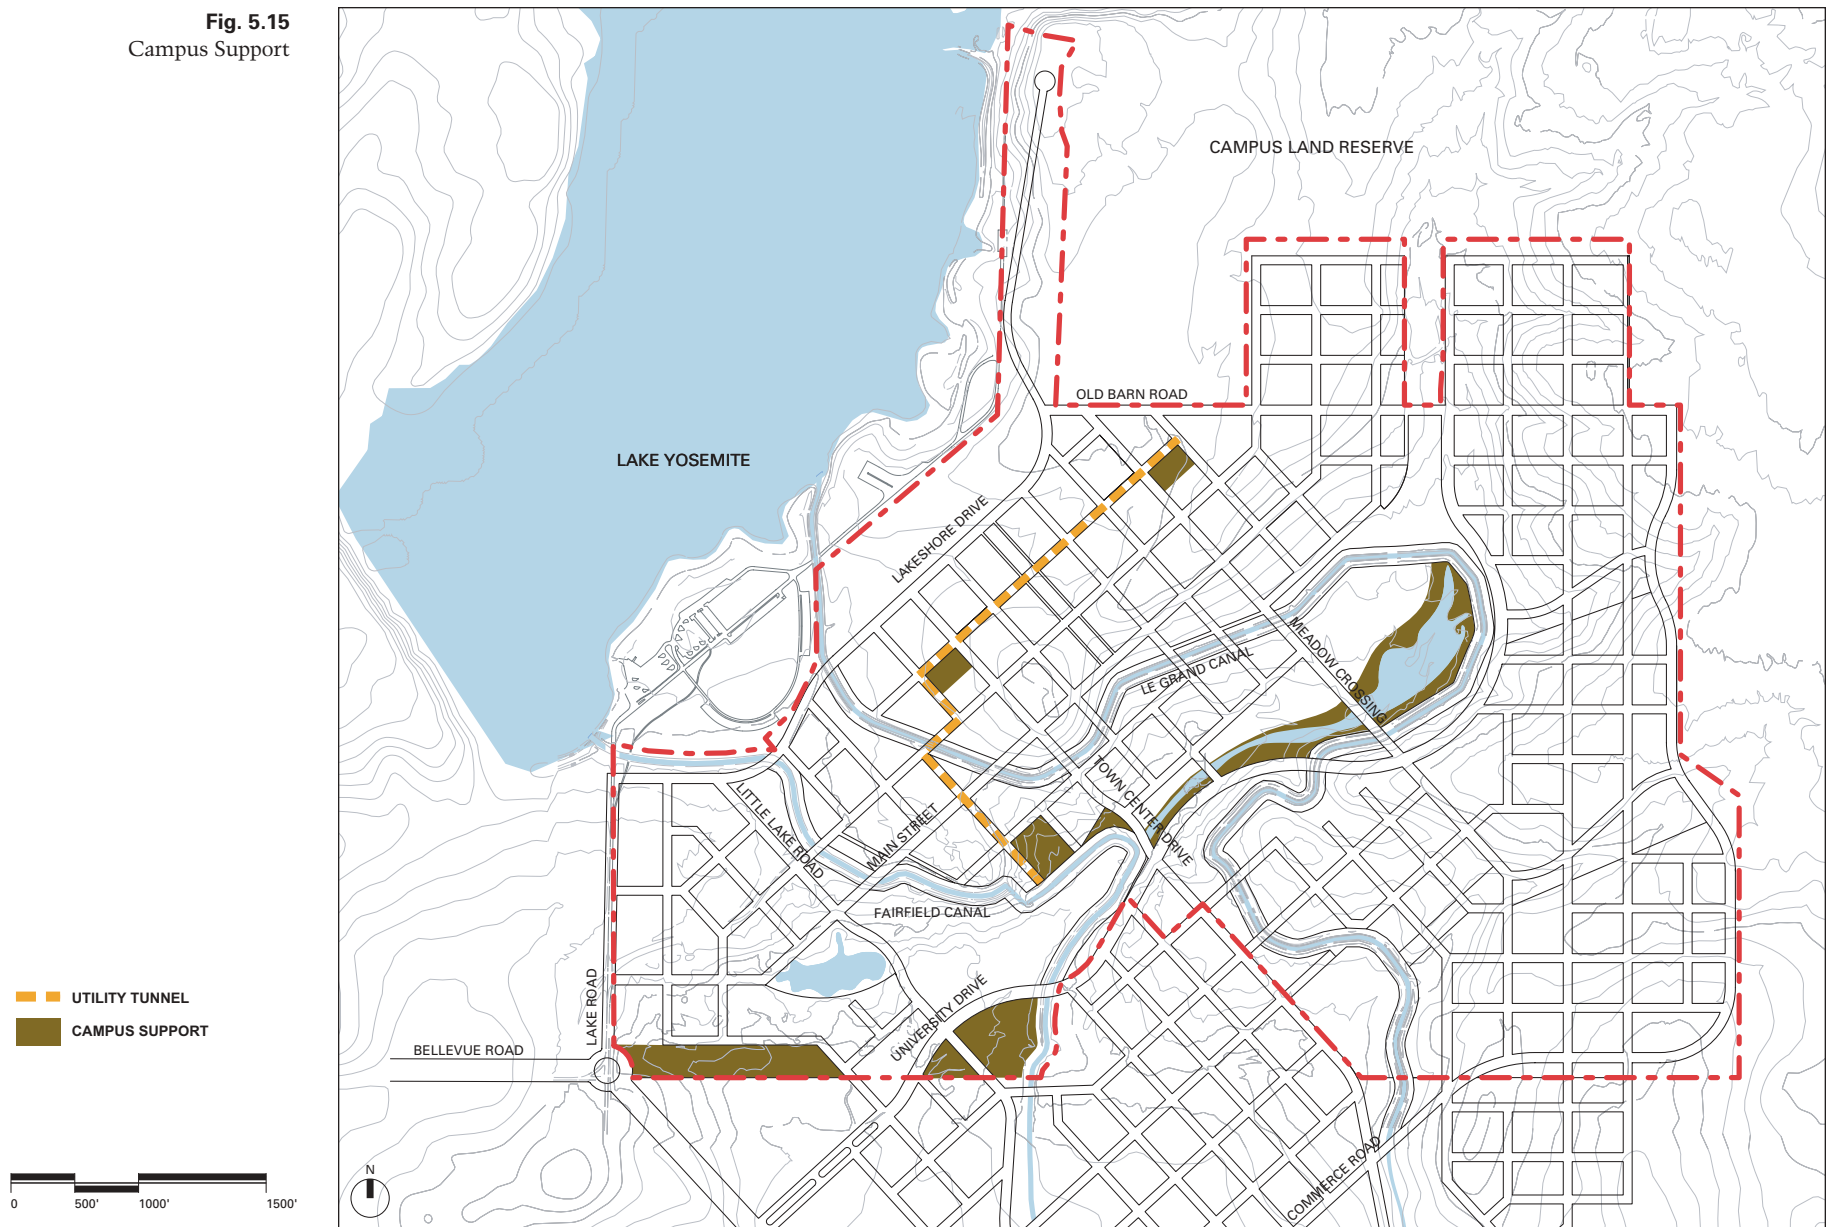 Fig. 5.15
Campus Support
CAMPUS LAND RESERVE
OLD BARN ROAD
LAKE YOSEMITE
LAKESHORE DRIVE
MEADOW CROSSING
LE GRAND CANAL
TOWN CENTER DRIVE
LITTLE LAKE ROAD
MAIN STREET
FAIRFIELD CANAL
LAKE ROAD
UNIVERSITY DRIVE
BELLEVUE ROAD
COMMERCE ROAD
UTILITY TUNNEL
CAMPUS SUPPORT
N
0 500' 1000' 1500'